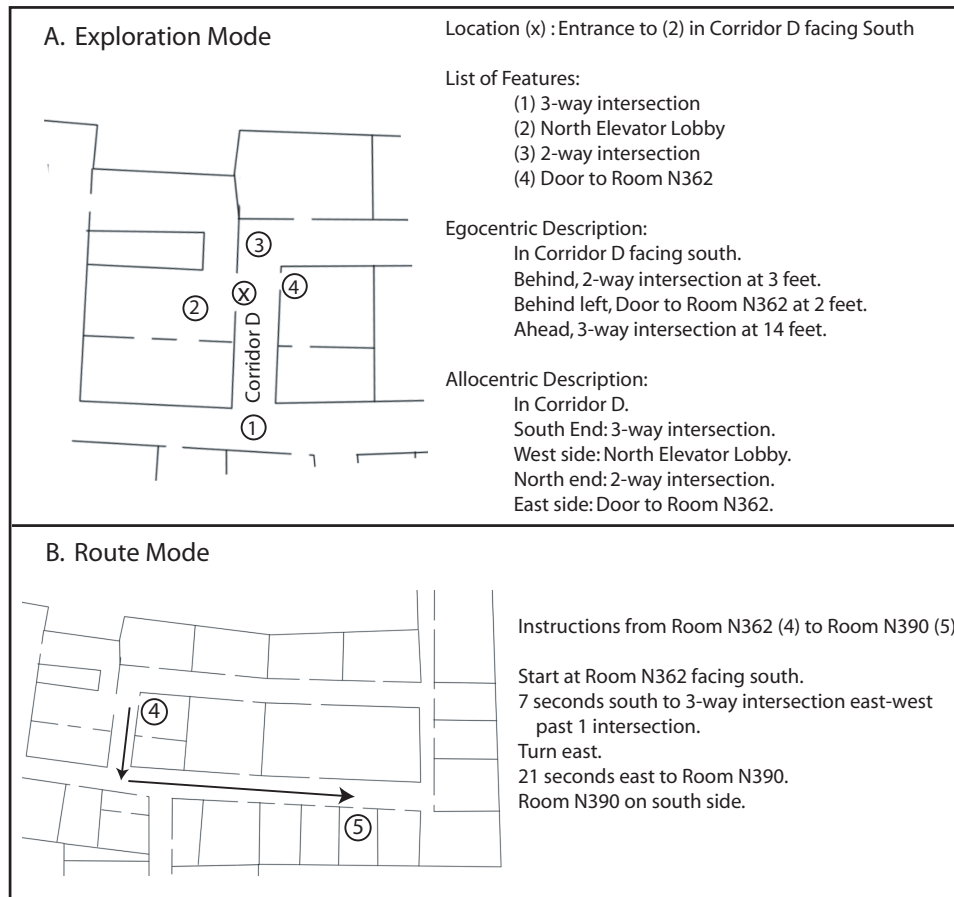 A. Exploration Mode
Location (x) : Entrance to (2) in Corridor D facing South
List of Features:
(1) 3-way intersection
(2) North Elevator Lobby
(3) 2-way intersection
(4) Door to Room N362
Egocentric Description:
In Corridor D facing south.
Behind, 2-way intersection at 3 feet.
Behind left, Door to Room N362 at 2 feet.
Ahead, 3-way intersection at 14 feet.
Allocentric Description:
In Corridor D.
South End: 3-way intersection.
West side: North Elevator Lobby.
North end: 2-way intersection.
East side: Door to Room N362.
3
4
X
2
Corridor D
1
B. Route Mode
Instructions from Room N362 (4) to Room N390 (5)
Start at Room N362 facing south.
7 seconds south to 3-way intersection east-west
past 1 intersection.
Turn east.
21 seconds east to Room N390.
Room N390 on south side.
4
5